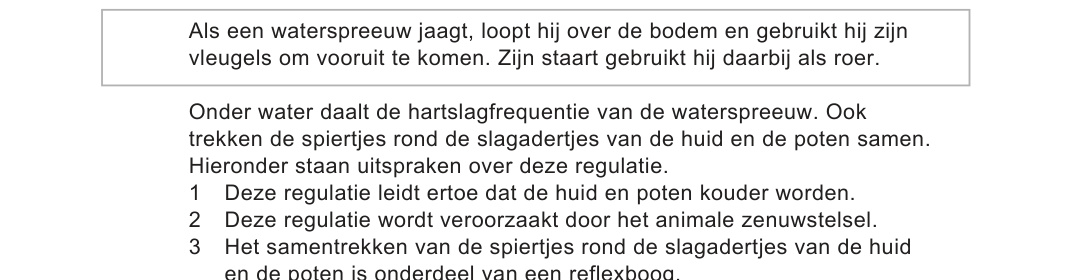 Als een waterspreeuw jaagt, loopt hij over de bodem en gebruikt hij zijn
vleugels om vooruit te komen. Zijn staart gebruikt hij daarbij als roer.
Onder water daalt de hartslagfrequentie van de waterspreeuw. Ook
trekken de spiertjes rond de slagadertjes van de huid en de poten samen.
Hieronder staan uitspraken over deze regulatie.
1 Deze regulatie leidt ertoe dat de huid en poten kouder worden.
2 Deze regulatie wordt veroorzaakt door het animale zenuwstelsel.
3 Het samentrekken van de spiertjes rond de slagadertjes van de huid
en de poten is onderdeel van een reflexboog.